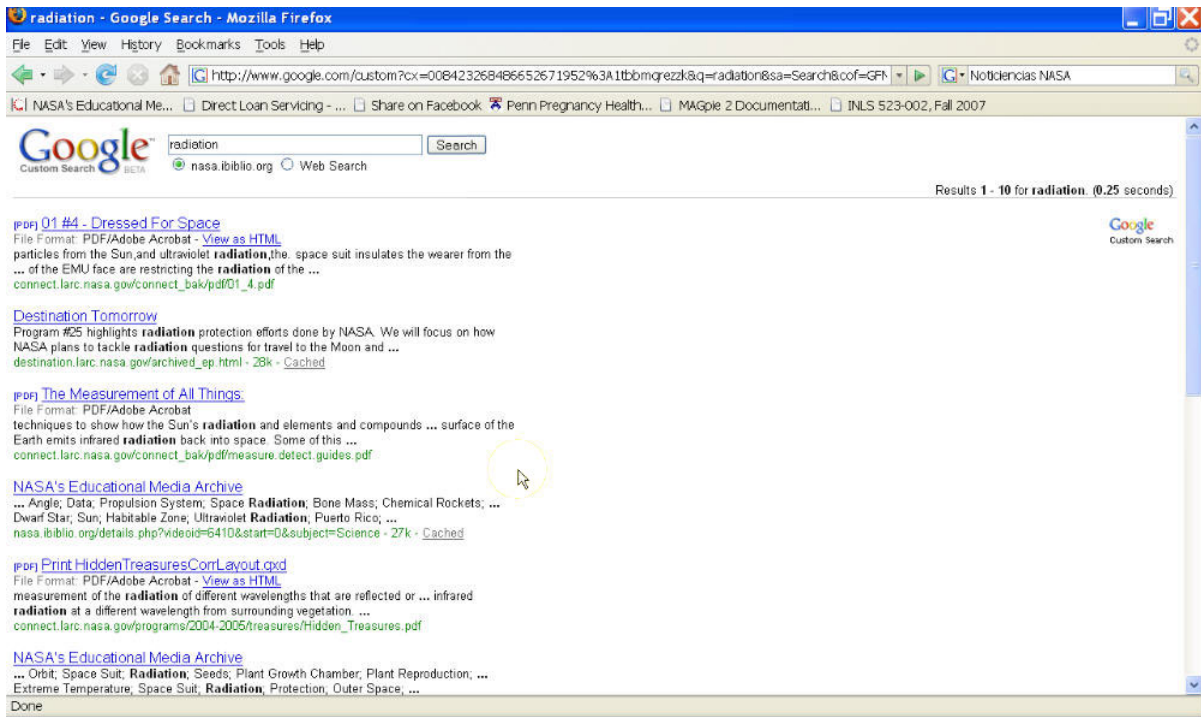 radiation - Google Search - Mozilla Firefox
File Edit View History Bookmarks Tools Help
http://www.google.com/custom?cx=008423268486652671952%3A1tbbmqrezzk&q=radiation&sa=Search&cof=GFN Noticiencias NASA
NASA's Educational Me... Direct Loan Servicing - ... Share on Facebook Penn Pregnancy Health... MAGpie 2 Documentati... INLS 523-002, Fall 2007
Google™ radiation Search
Custom Search BETA nasa.ibiblio.org Web Search
Results 1 - 10 for radiation. (0.25 seconds)
[PDF] 01 #4 - Dressed For Space
Google
File Format: PDF/Adobe Acrobat - View as HTML
Custom Search
particles from the Sun,and ultraviolet radiation,the. space suit insulates the wearer from the
... of the EMU face are restricting the radiation of the ...
connect.larc.nasa.gov/connect_bak/pdf/01_4.pdf
Destination Tomorrow
Program #25 highlights radiation protection efforts done by NASA. We will focus on how
NASA plans to tackle radiation questions for travel to the Moon and ...
destination.larc.nasa.gov/archived_ep.html - 28k - Cached
[PDF] The Measurement of All Things:
File Format: PDF/Adobe Acrobat
techniques to show how the Sun's radiation and elements and compounds ... surface of the
Earth emits infrared radiation back into space. Some of this ...
connect.larc.nasa.gov/connect_bak/pdf/measure.detect.guides.pdf
NASA's Educational Media Archive
... Angle; Data; Propulsion System; Space Radiation; Bone Mass; Chemical Rockets; ...
Dwarf Star; Sun; Habitable Zone; Ultraviolet Radiation; Puerto Rico; ...
nasa.ibiblio.org/details.php?videoid=6410&start=0&subject=Science - 27k - Cached
[PDF] Print HiddenTreasuresCorrLayout.qxd
File Format: PDF/Adobe Acrobat - View as HTML
measurement of the radiation of different wavelengths that are reflected or ... infrared
radiation at a different wavelength from surrounding vegetation. ...
connect.larc.nasa.gov/programs/2004-2005/treasures/Hidden_Treasures.pdf
NASA's Educational Media Archive
... Orbit; Space Suit; Radiation; Seeds; Plant Growth Chamber; Plant Reproduction; ...
Extreme Temperature; Space Suit; Radiation; Protection; Outer Space; ...
Done